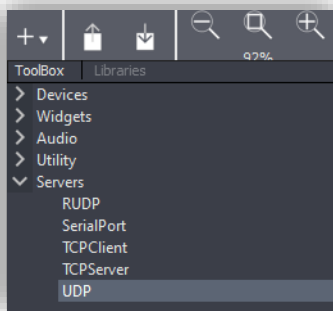 92%
ToolBox Libraries
Devices
Widgets
Audio
Utility
Servers
RUDP
SerialPort
TCPClient
TCPServer
UDP